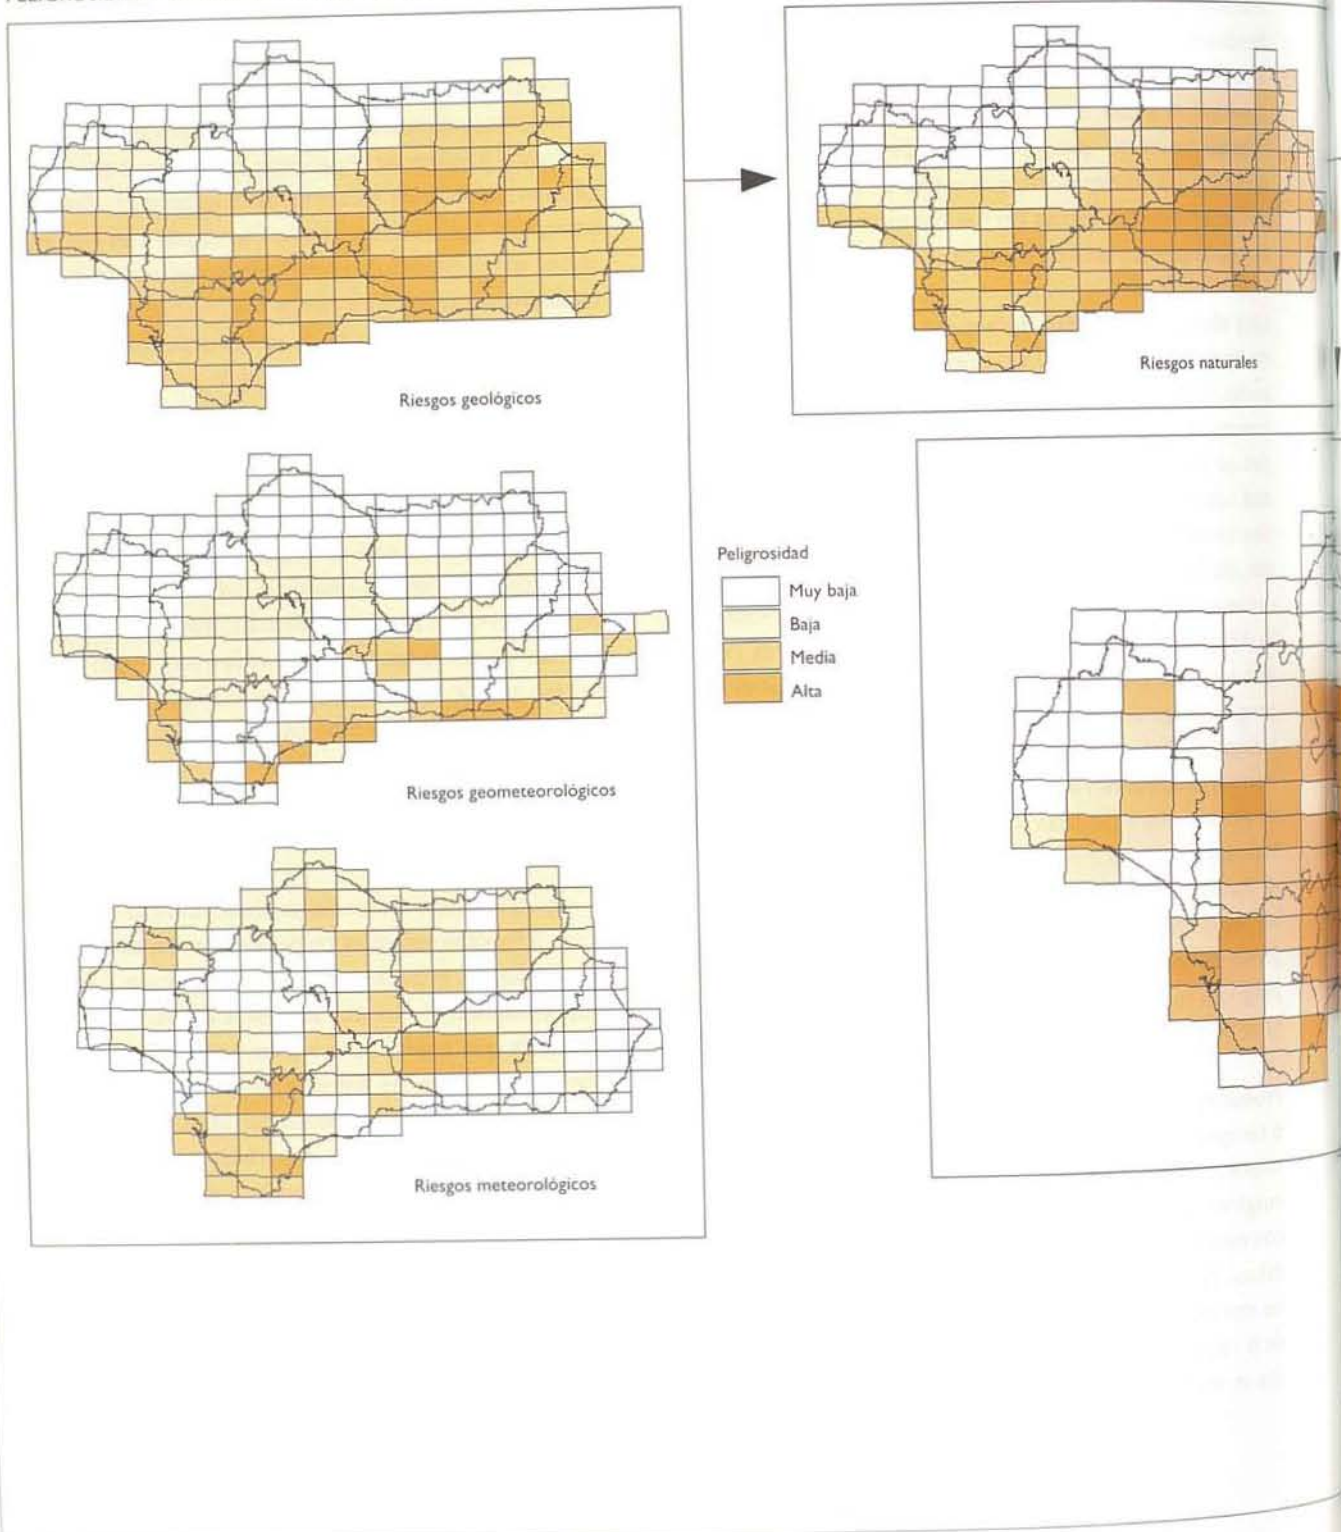 Riesgos geológicos
Riesgos naturales
Riesgos geometeorológicos
Peligrosidad
Muy baja
Baja
Media
Alta
Riesgos meteorológicos